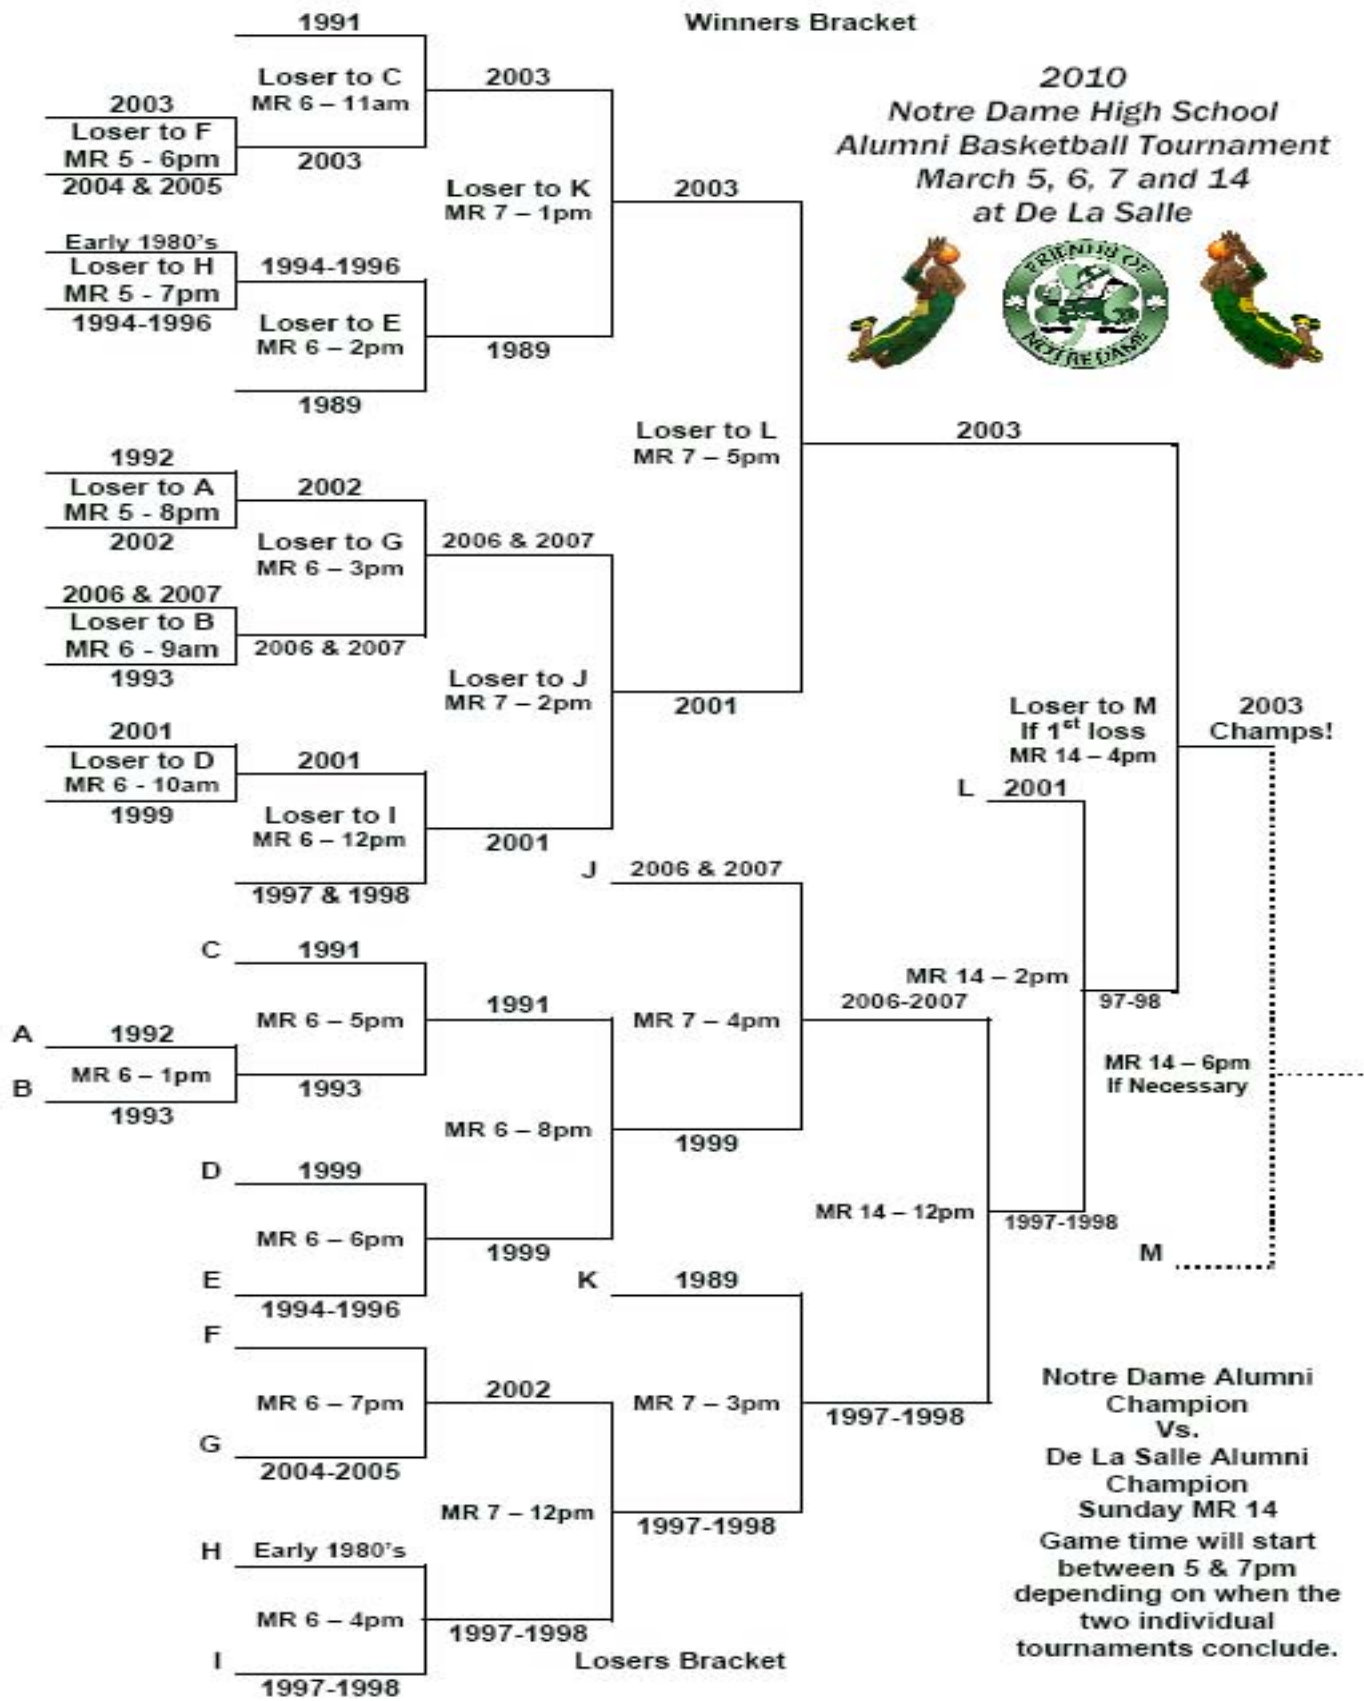 1991
Winners Bracket
Loser to C
MR 6 – 11am
2003
2003
Loser to F
MR 5 - 6pm
2004 & 2005
2003
2010
Notre Dame High School
Alumni Basketball Tournament
March 5, 6, 7 and 14
at De La Salle
FRIENDS OF
NOTRE DAME
Loser to K
MR 7 – 1pm
2003
Early 1980's
Loser to H
MR 5 - 7pm
1994-1996
1994-1996
Loser to E
MR 6 – 2pm
1989
1989
Loser to L
MR 7 – 5pm
2003
1992
Loser to A
MR 5 - 8pm
2002
2002
Loser to G
MR 6 – 3pm
2006 & 2007
2006 & 2007
Loser to B
MR 6 - 9am
1993
2006 & 2007
Loser to J
MR 7 – 2pm
2001
2001
Loser to D
MR 6 - 10am
1999
2001
Loser to I
MR 6 – 12pm
1997 & 1998
2001
Loser to M
If 1st loss
MR 14 – 4pm
2003
Champs!
L 2001
J 2006 & 2007
C 1991
MR 6 – 5pm
1991
MR 7 – 4pm
2006-2007
MR 14 – 2pm
97-98
A 1992
MR 6 – 1pm
B
1993
1993
MR 14 – 6pm
If Necessary
MR 6 – 8pm
1999
D 1999
MR 6 – 6pm
1999
E
1994-1996
MR 14 – 12pm
1997-1998
M
K 1989
F
MR 6 – 7pm
2002
G
2004-2005
MR 7 – 3pm
1997-1998
MR 7 – 12pm
1997-1998
H Early 1980's
MR 6 – 4pm
1997-1998
I
1997-1998
Losers Bracket
Notre Dame Alumni
Champion
Vs.
De La Salle Alumni
Champion
Sunday MR 14
Game time will start
between 5 & 7pm
depending on when the
two individual
tournaments conclude.